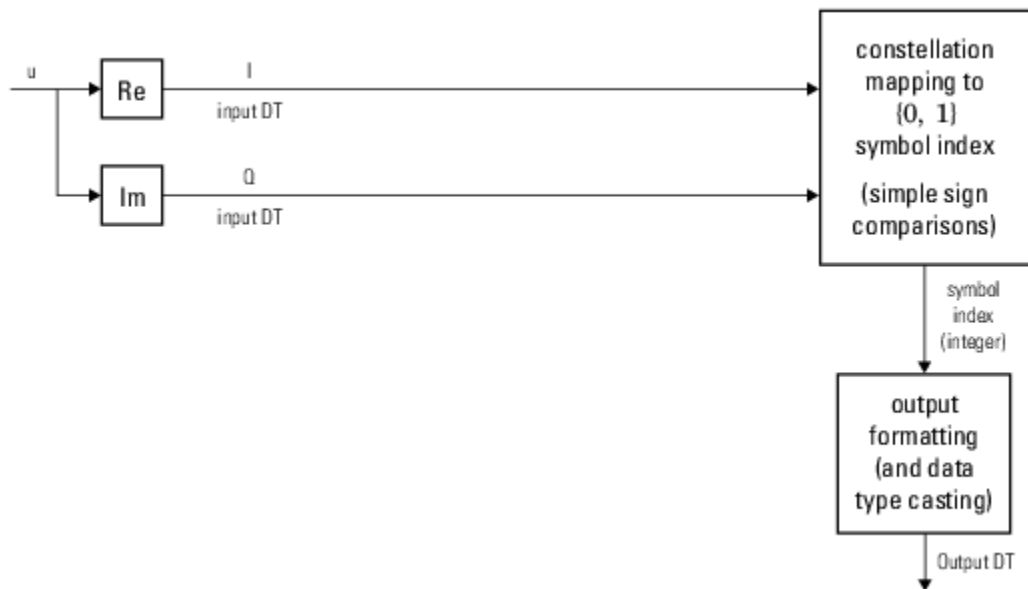 u
Re
I
input DT
Im
Q
input DT
constellation
mapping to
{0, 1}
symbol index
(simple sign
comparisons)
symbol
index
(integer)
output
formatting
(and data
type casting)
Output DT